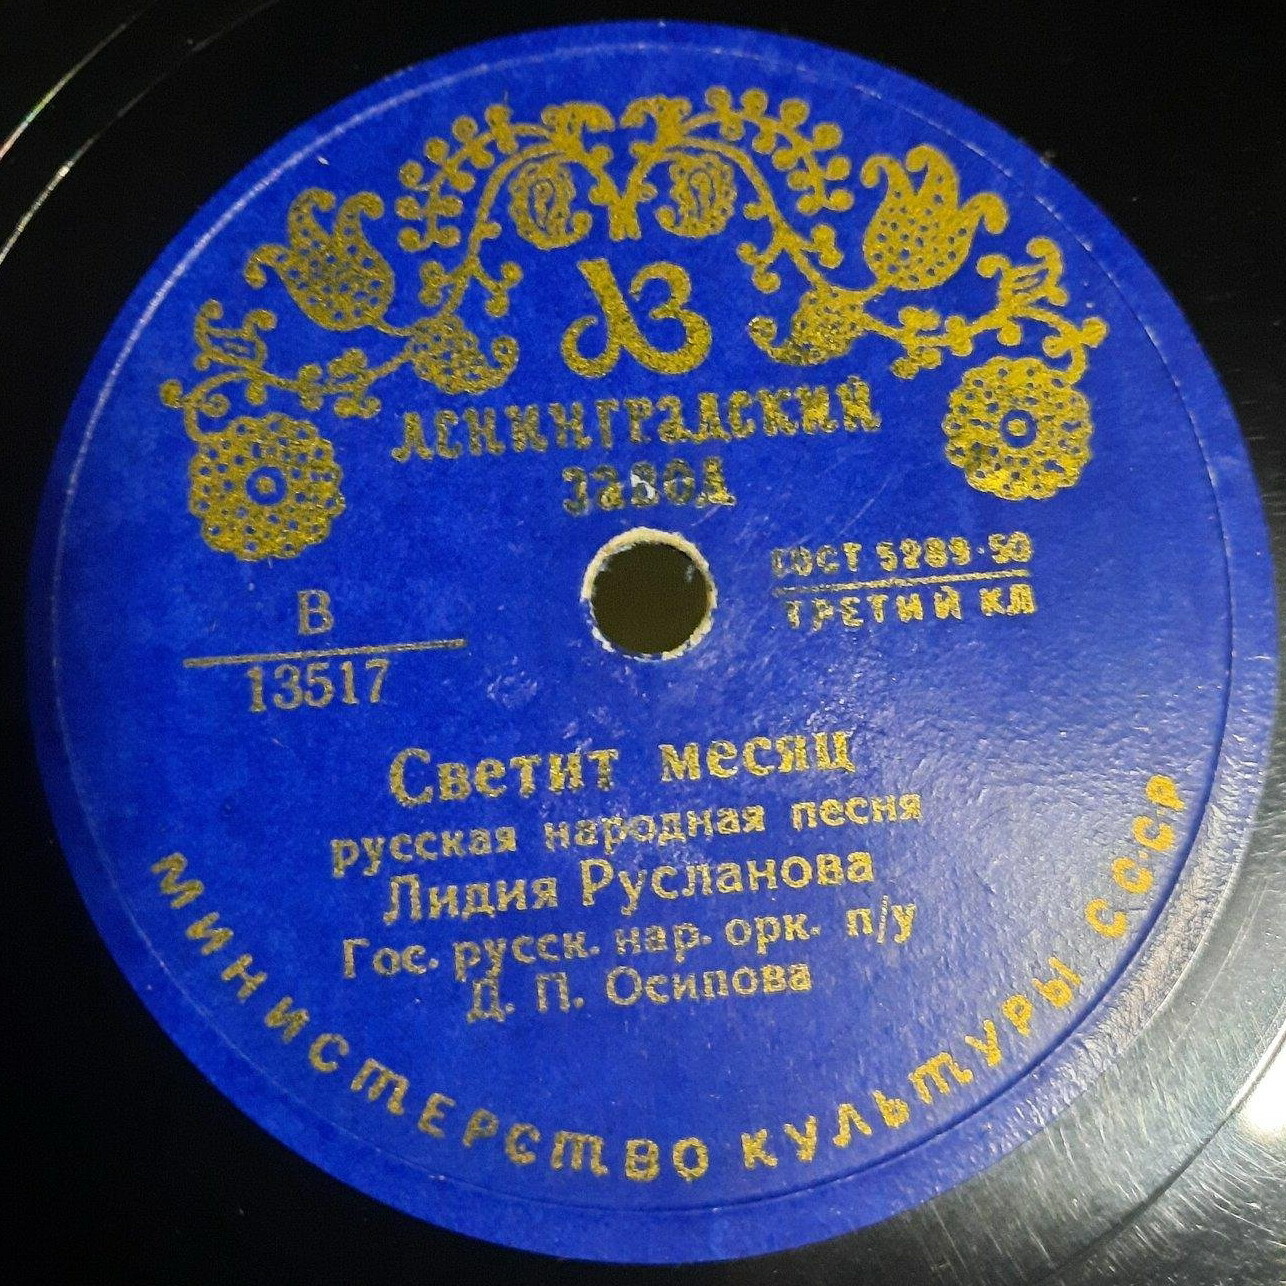 ЛЗ
ЛЕНИНГРАДСКИЙ
ЗАВОД
ГОСТ 5289-50
ТРЕТИЙ КЛ
В
13517
Светит месяц
русская народная песня
Лидия Русланова
Гос. русск. нар. орк. п/у
Д. П. Осипова
МИНИСТЕРСТВО КУЛЬТУРЫ СССР